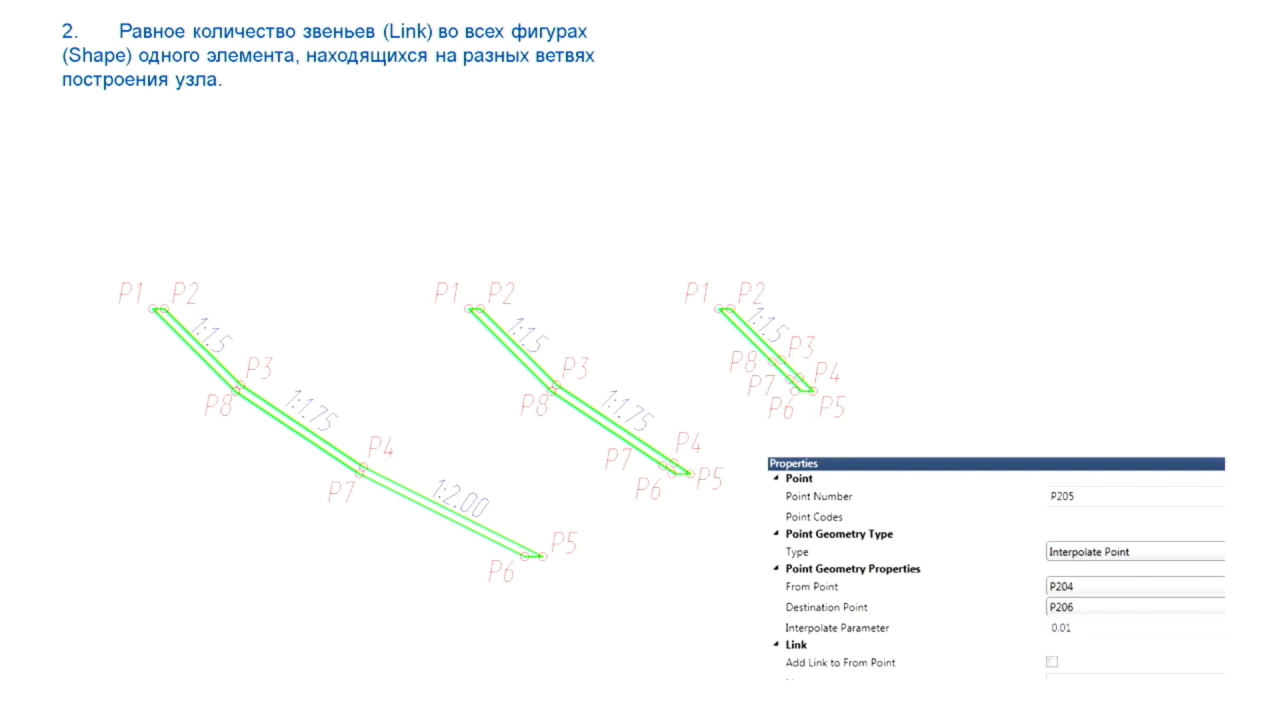 2. Равное количество звеньев (Link) во всех фигурах
(Shape) одного элемента, находящихся на разных ветвях
построения узла.
P1 P2
1:1.5
P3
P8
1:1.75
P4
P7
1:2.00
P5
P6
P1 P2
1:1.5
P3
P8
1:1.75
P4
P7
P5
P6
P1 P2
1:1.5
P3
P8
P4
P7
P6 P5
Properties
Point
Point Number P205
Point Codes
Point Geometry Type
Type Interpolate Point
Point Geometry Properties
From Point P204
Destination Point P206
Interpolate Parameter 0.01
Link
Add Link to From Point